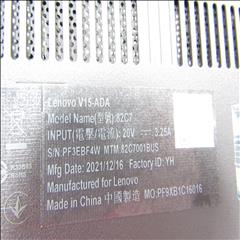 Lenovo V15-ADA
Model Name(型號):82C7
INPUT(電壓/電流): 20V ⎓ 3.25A
S/N:PF3EBF4W MTM:82C7001BUS
Mfg Date: 2021/12/16 Factory ID: YH
Manufactured for Lenovo
Made in China 中國製造 MO:PF9XB1C16016